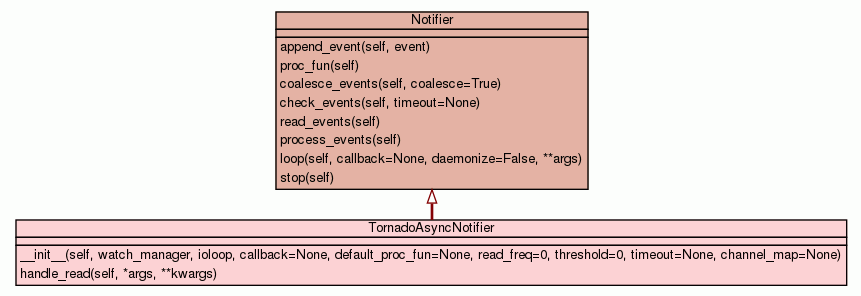 Notifier
append_event(self, event)
proc_fun(self)
coalesce_events(self, coalesce=True)
check_events(self, timeout=None)
read_events(self)
process_events(self)
loop(self, callback=None, daemonize=False, **args)
stop(self)
TornadoAsyncNotifier
__init__(self, watch_manager, ioloop, callback=None, default_proc_fun=None, read_freq=0, threshold=0, timeout=None, channel_map=None)
handle_read(self, *args, **kwargs)